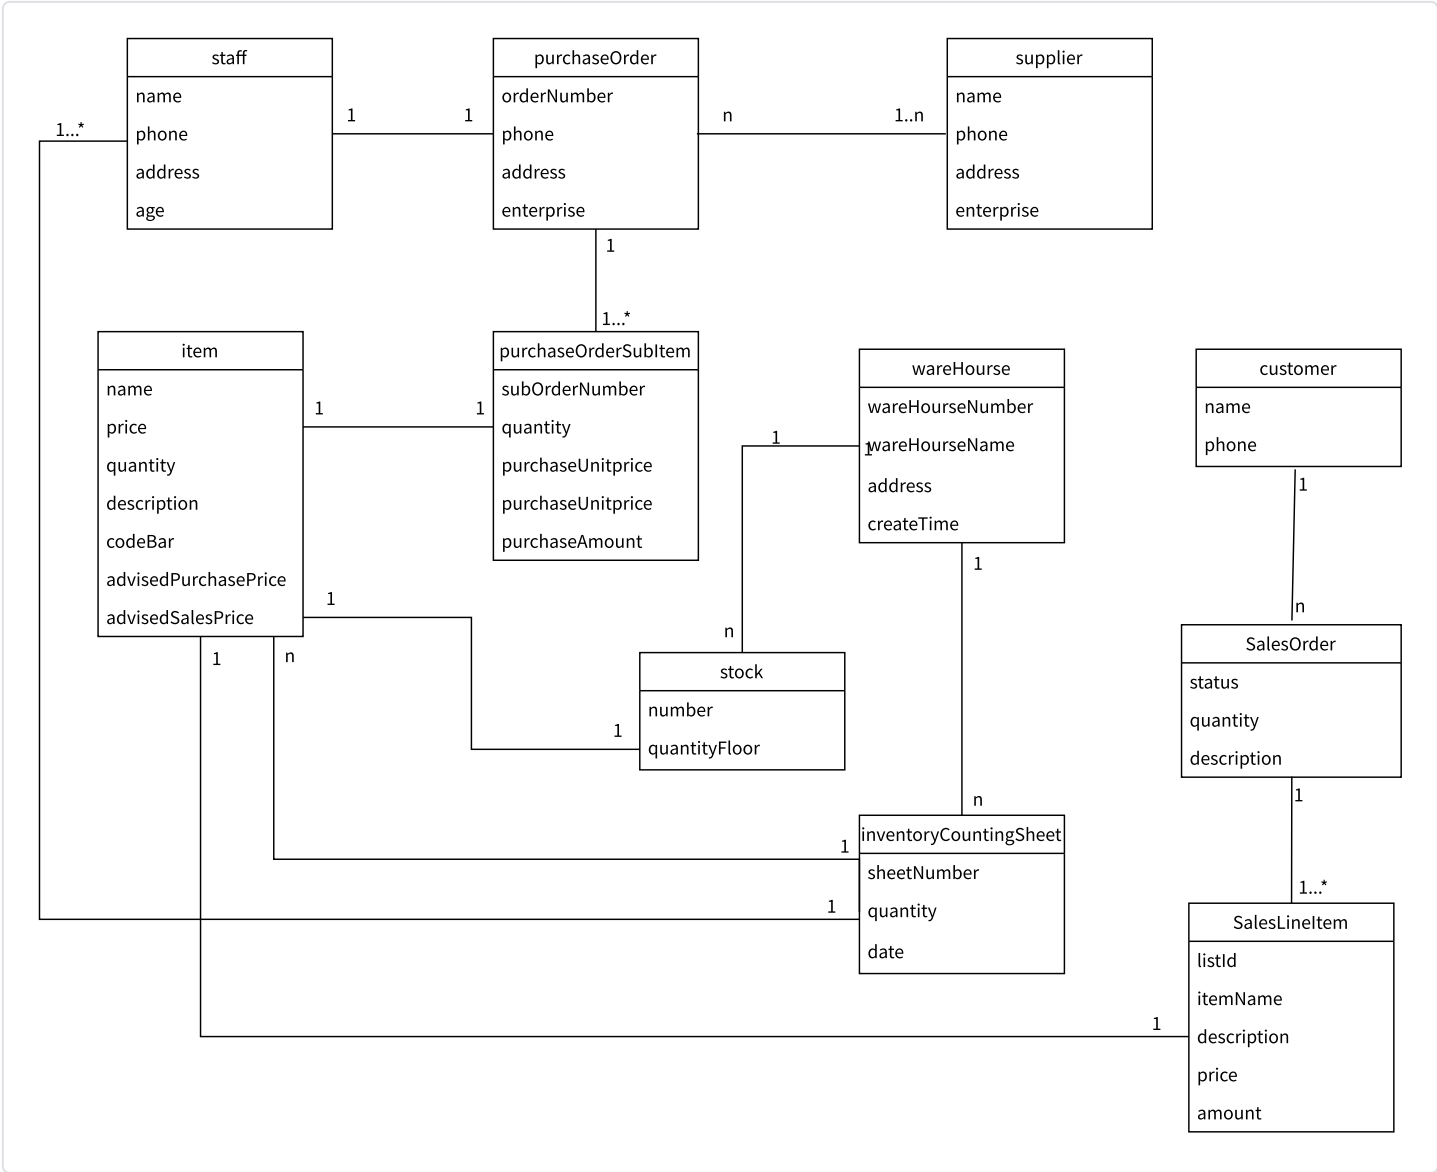 staff
name
phone
address
age
1...*
1
1
purchaseOrder
orderNumber
phone
address
enterprise
n
1..n
supplier
name
phone
address
enterprise
1
1...*
item
name
price
quantity
description
codeBar
advisedPurchasePrice
advisedSalesPrice
1
1
purchaseOrderSubItem
subOrderNumber
quantity
purchaseUnitprice
purchaseUnitprice
purchaseAmount
wareHourse
wareHourseNumber
wareHourseName
address
createTime
1
1
customer
name
phone
1
n
1
n
1
1
n
stock
number
quantityFloor
1
n
SalesOrder
status
quantity
description
1
1...*
inventoryCountingSheet
sheetNumber
quantity
date
1
1
SalesLineItem
listId
itemName
description
price
amount
1